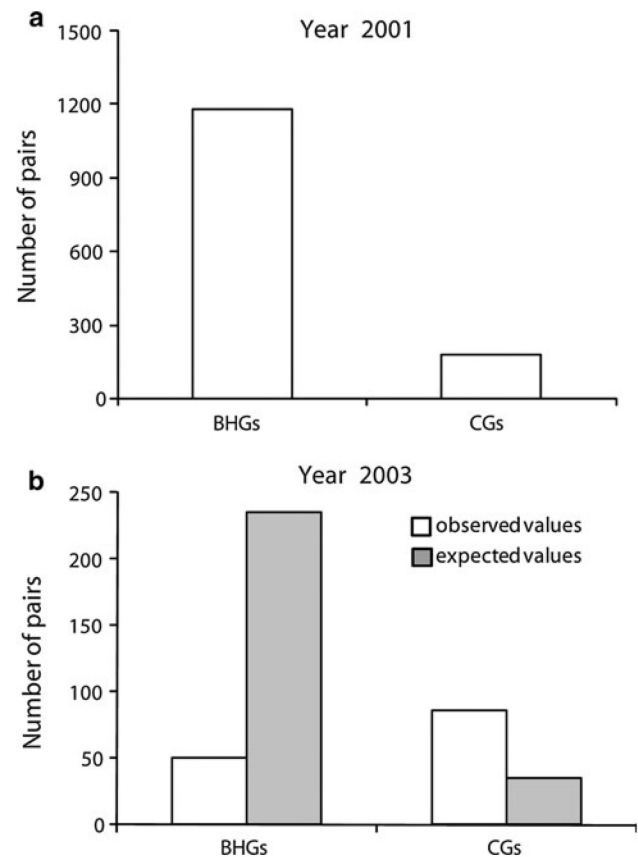 a
Year 2001
Number of pairs
1500
1200
900
600
300
0
BHGs CGs
b
Year 2003
Number of pairs
250
200
150
100
50
0
observed values
expected values
BHGs CGs